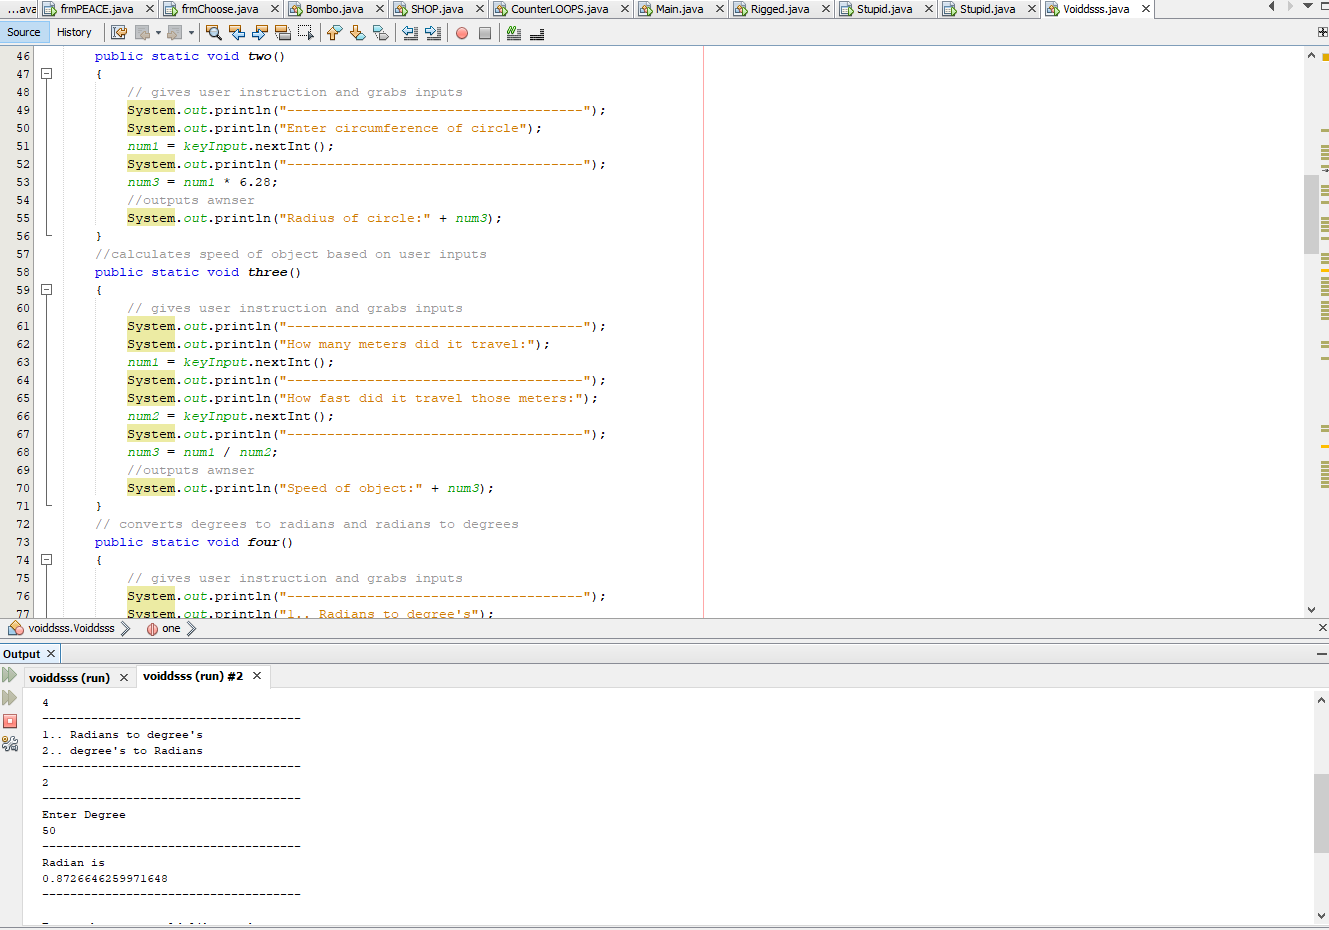 ...ava frmPEACE.java frmChoose.java Bombo.java SHOP.java CounterLOOPS.java Main.java Rigged.java Stupid.java Stupid.java Voiddsss.java
Source History
46 public static void two()
47 {
48 // gives user instruction and grabs inputs
49 System.out.println("-------------------------------------");
50 System.out.println("Enter circumference of circle");
51 num1 = keyInput.nextInt();
52 System.out.println("-------------------------------------");
53 num3 = num1 * 6.28;
54 //outputs awnser
55 System.out.println("Radius of circle:" + num3);
56 }
57 //calculates speed of object based on user inputs
58 public static void three()
59 {
60 // gives user instruction and grabs inputs
61 System.out.println("-------------------------------------");
62 System.out.println("How many meters did it travel:");
63 num1 = keyInput.nextInt();
64 System.out.println("-------------------------------------");
65 System.out.println("How fast did it travel those meters:");
66 num2 = keyInput.nextInt();
67 System.out.println("-------------------------------------");
68 num3 = num1 / num2;
69 //outputs awnser
70 System.out.println("Speed of object:" + num3);
71 }
72 // converts degrees to radians and radians to degrees
73 public static void four()
74 {
75 // gives user instruction and grabs inputs
76 System.out.println("-------------------------------------");
77 System.out.println("1.. Radians to degree's");
voiddsss.Voiddsss one
Output
voiddsss (run) voiddsss (run) #2
4
-------------------------------------
1.. Radians to degree's
2.. degree's to Radians
-------------------------------------
2
-------------------------------------
Enter Degree
50
-------------------------------------
Radian is
0.8726646259971648
-------------------------------------